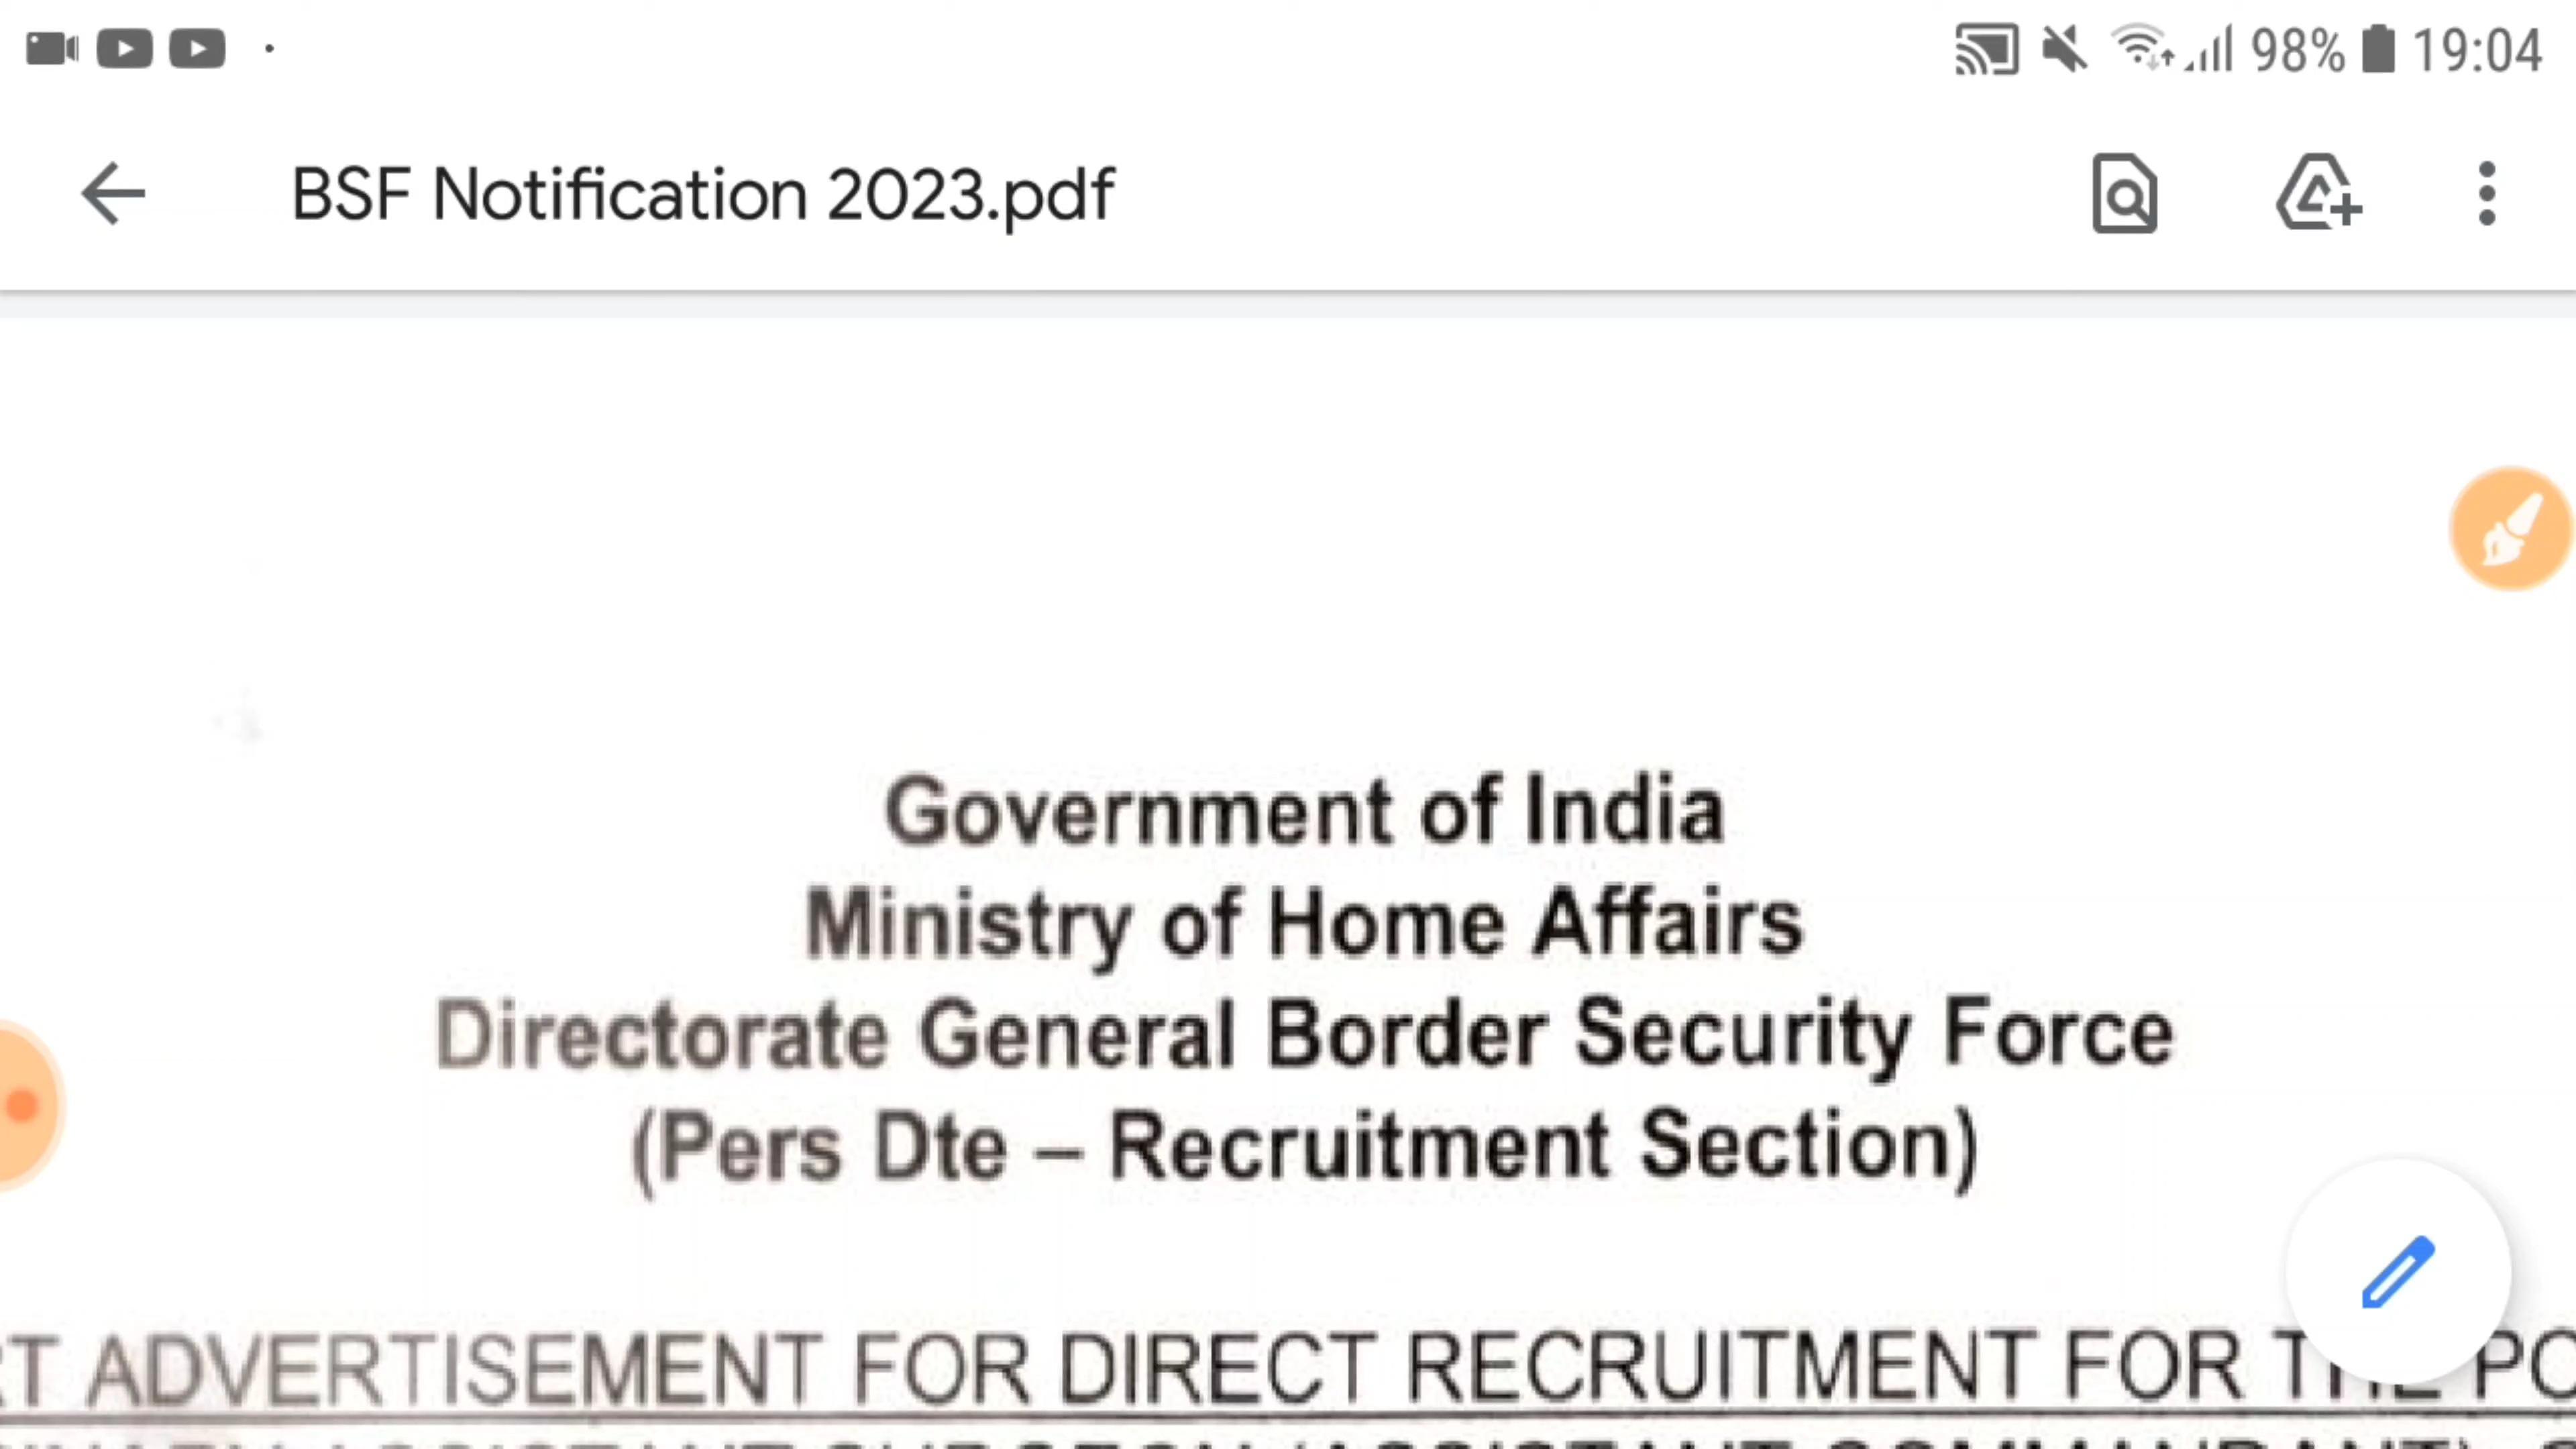 98% 19:04
BSF Notification 2023.pdf
Government of India
Ministry of Home Affairs
Directorate General Border Security Force
(Pers Dte – Recruitment Section)
ADVERTISEMENT FOR DIRECT RECRUITMENT FOR